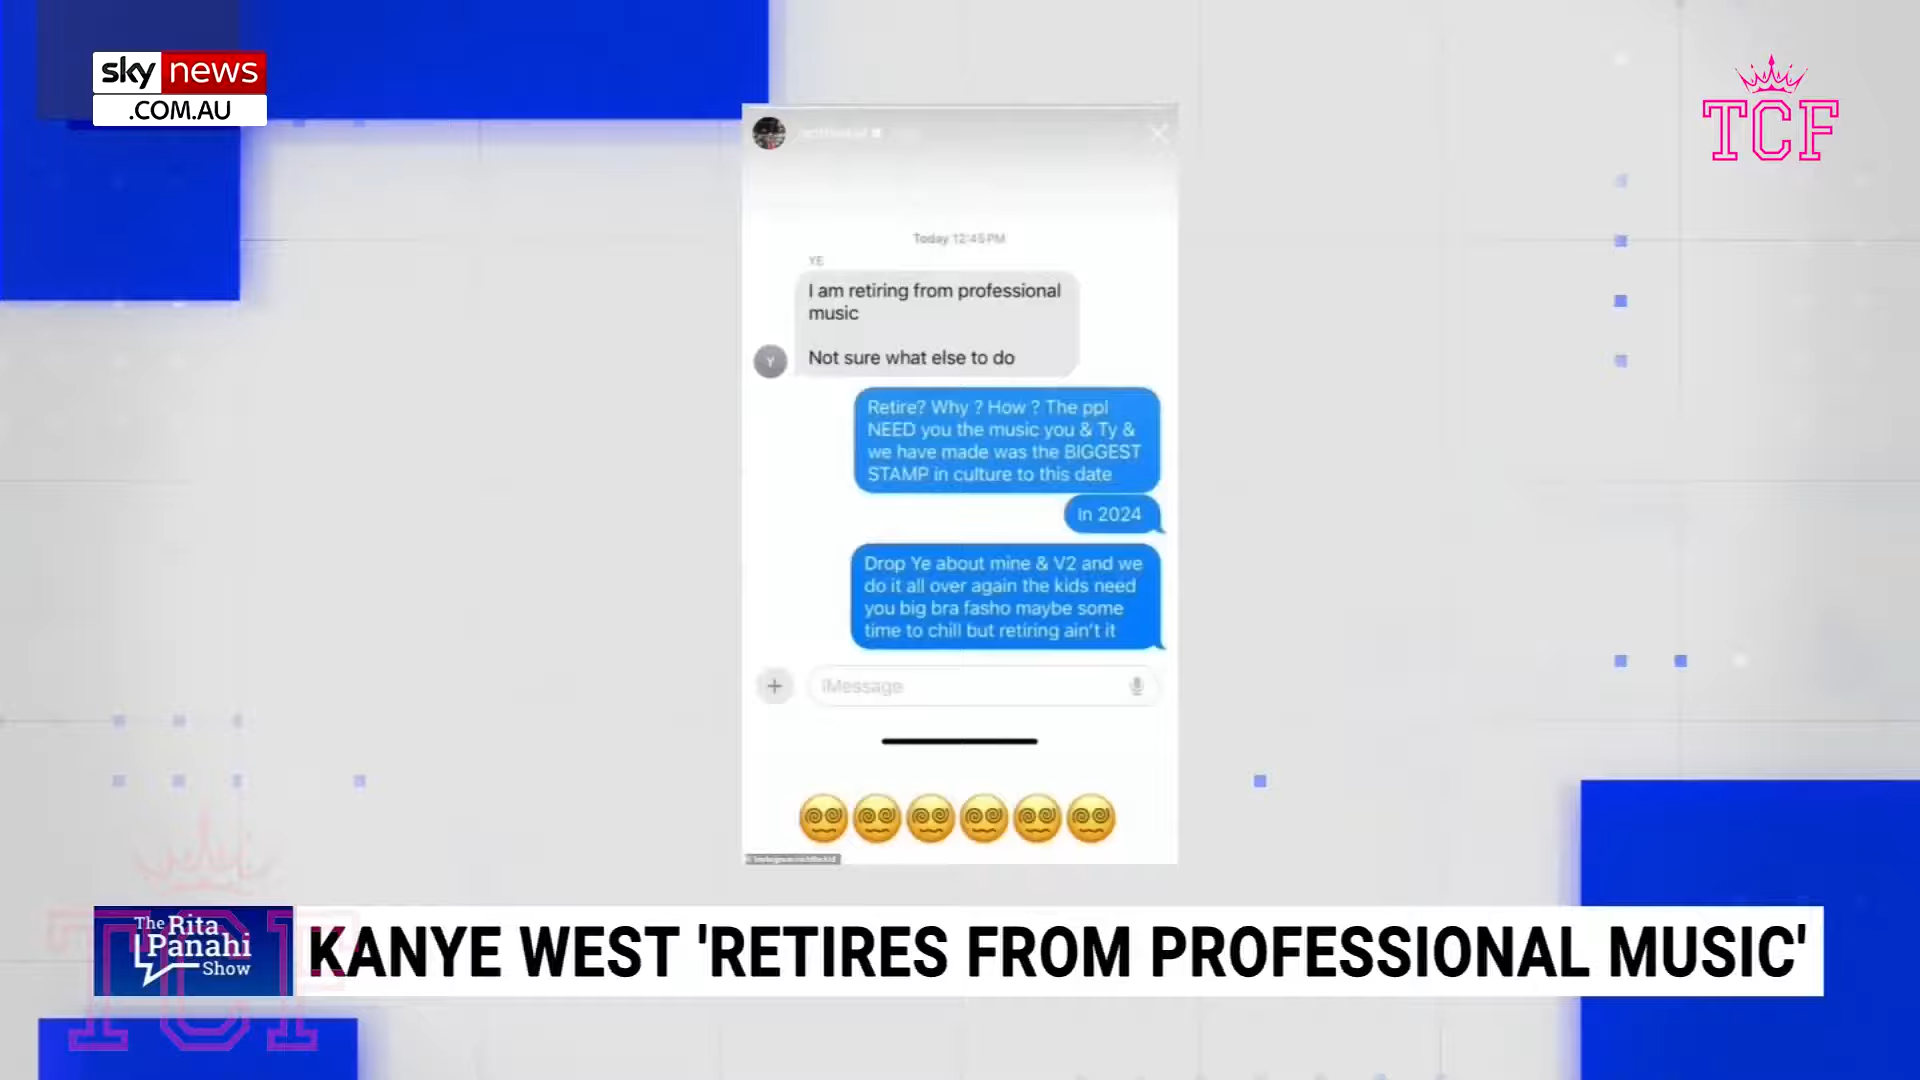 sky news
.COM.AU
TCF
Today 12:45 PM
YE
I am retiring from professional
music
Not sure what else to do
Y
Retire? Why ? How ? The ppl
NEED you the music you & Ty &
we have made was the BIGGEST
STAMP in culture to this date
In 2024
Drop Ye about mine & V2 and we
do it all over again the kids need
you big bra fasho maybe some
time to chill but retiring ain't it
iMessage
The Rita
Panahi
Show
KANYE WEST 'RETIRES FROM PROFESSIONAL MUSIC'
TCF